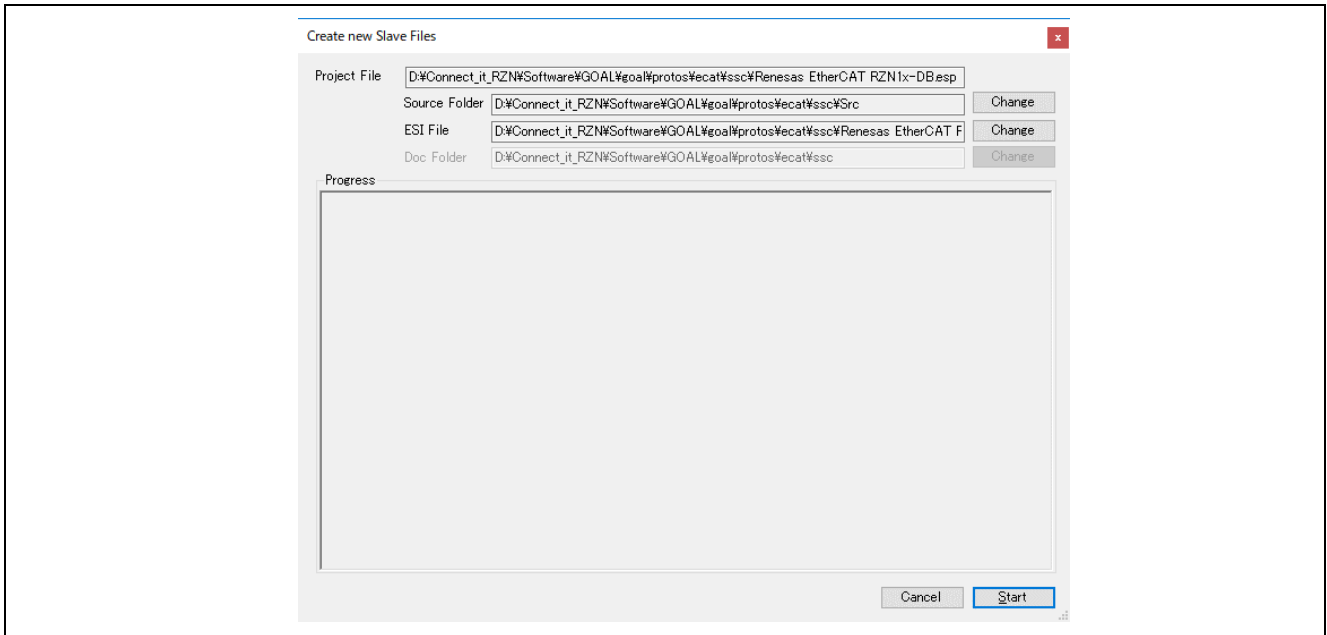 Create new Slave Files
x
Project File D:¥Connect_it_RZN¥Software¥GOAL¥goal¥protos¥ecat¥ssc¥Renesas EtherCAT RZN1x-DB.esp
Source Folder D:¥Connect_it_RZN¥Software¥GOAL¥goal¥protos¥ecat¥ssc¥Src Change
ESI File D:¥Connect_it_RZN¥Software¥GOAL¥goal¥protos¥ecat¥ssc¥Renesas EtherCAT F Change
Doc Folder D:¥Connect_it_RZN¥Software¥GOAL¥goal¥protos¥ecat¥ssc Change
Progress
Cancel Start